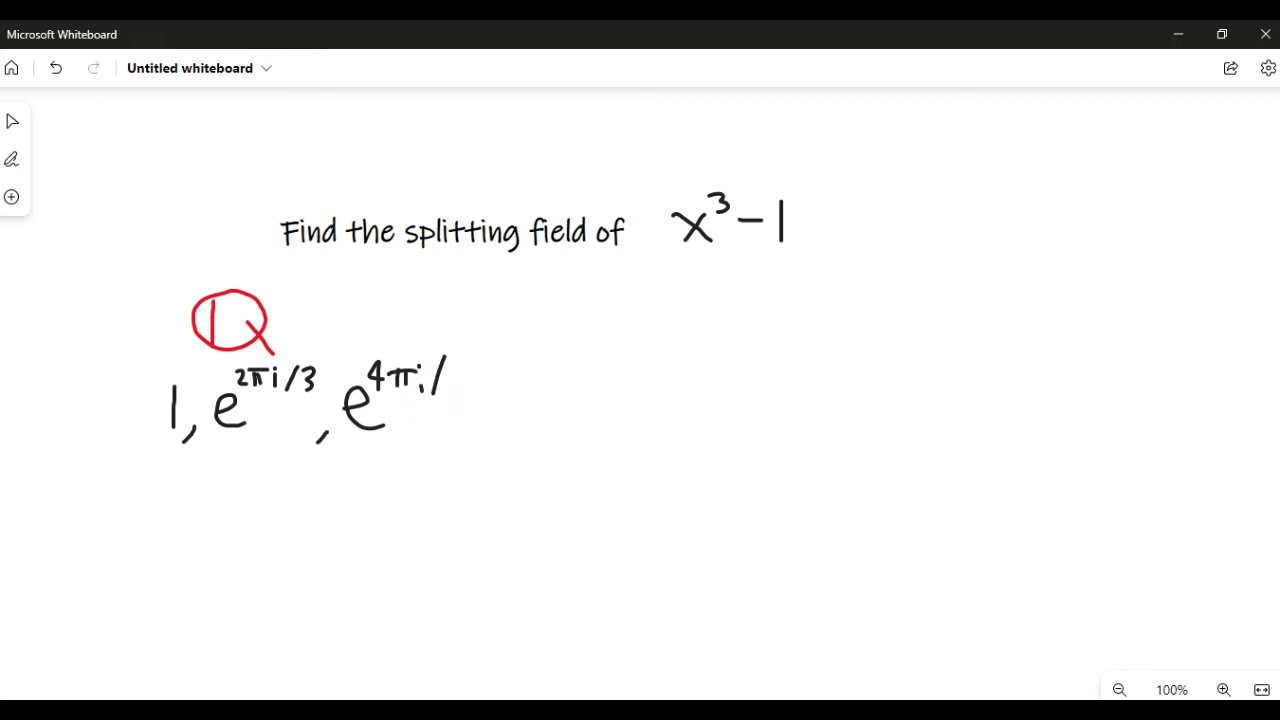 Microsoft Whiteboard
Untitled whiteboard
Find the splitting field of x³ - 1
ℚ
1, e^{2πi/3}, e^{4πi/
100%